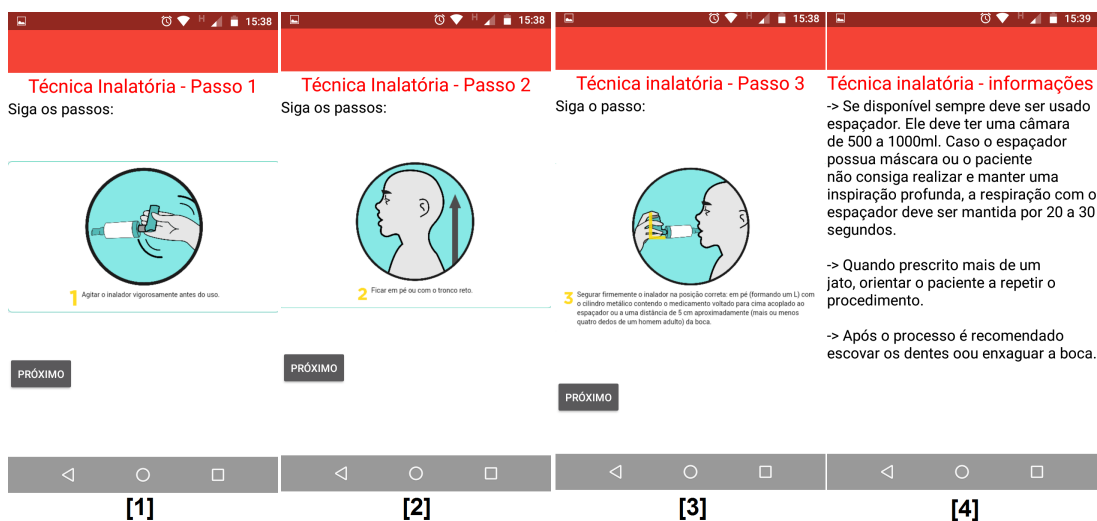 H 15:38
Técnica Inalatória - Passo 1
Siga os passos:
1 Agitar o inalador vigorosamente antes do uso.
PRÓXIMO
[1]
H 15:38
Técnica Inalatória - Passo 2
Siga os passos:
2 Ficar em pé ou com o tronco reto.
PRÓXIMO
[2]
H 15:38
Técnica inalatória - Passo 3
Siga o passo:
3 Segurar firmemente o inalador na posição correta: em pé (formando um L) com
o cilindro metálico contendo o medicamento voltado para cima acoplado ao
espaçador ou a uma distância de 5 cm aproximadamente (mais ou menos
quatro dedos de um homem adulto) da boca.
PRÓXIMO
[3]
H 15:39
Técnica inalatória - informações
-> Se disponível sempre deve ser usado
espaçador. Ele deve ter uma câmara
de 500 a 1000ml. Caso o espaçador
possua máscara ou o paciente
não consiga realizar e manter uma
inspiração profunda, a respiração com o
espaçador deve ser mantida por 20 a 30
segundos.
-> Quando prescrito mais de um
jato, orientar o paciente a repetir o
procedimento.
-> Após o processo é recomendado
escovar os dentes oou enxaguar a boca.
[4]